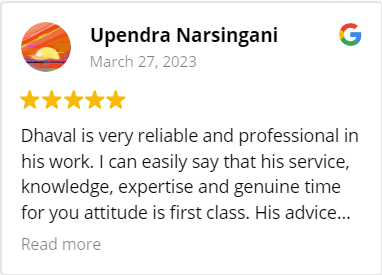 Upendra Narsingani
March 27, 2023
Dhaval is very reliable and professional in
his work. I can easily say that his service,
knowledge, expertise and genuine time
for you attitude is first class. His advice...
Read more